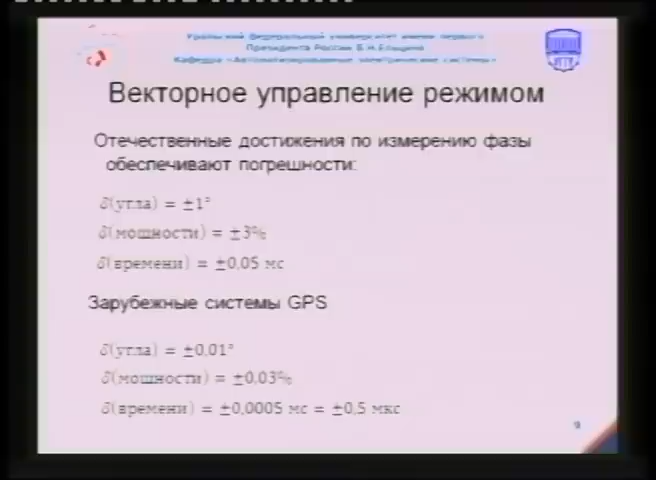 Уральский федеральный университет имени первого
Президента России Б.Н.Ельцина
Кафедра «Автоматизированные электрические системы»
Векторное управление режимом
Отечественные достижения по измерению фазы
обеспечивают погрешности:
δ(угла) = ±1°
δ(мощности) = ±3%
δ(времени) = ±0,05 мс
Зарубежные системы GPS
δ(угла) = ±0,01°
δ(мощности) = ±0,03%
δ(времени) = ±0,0005 мс = ±0,5 мкс
9